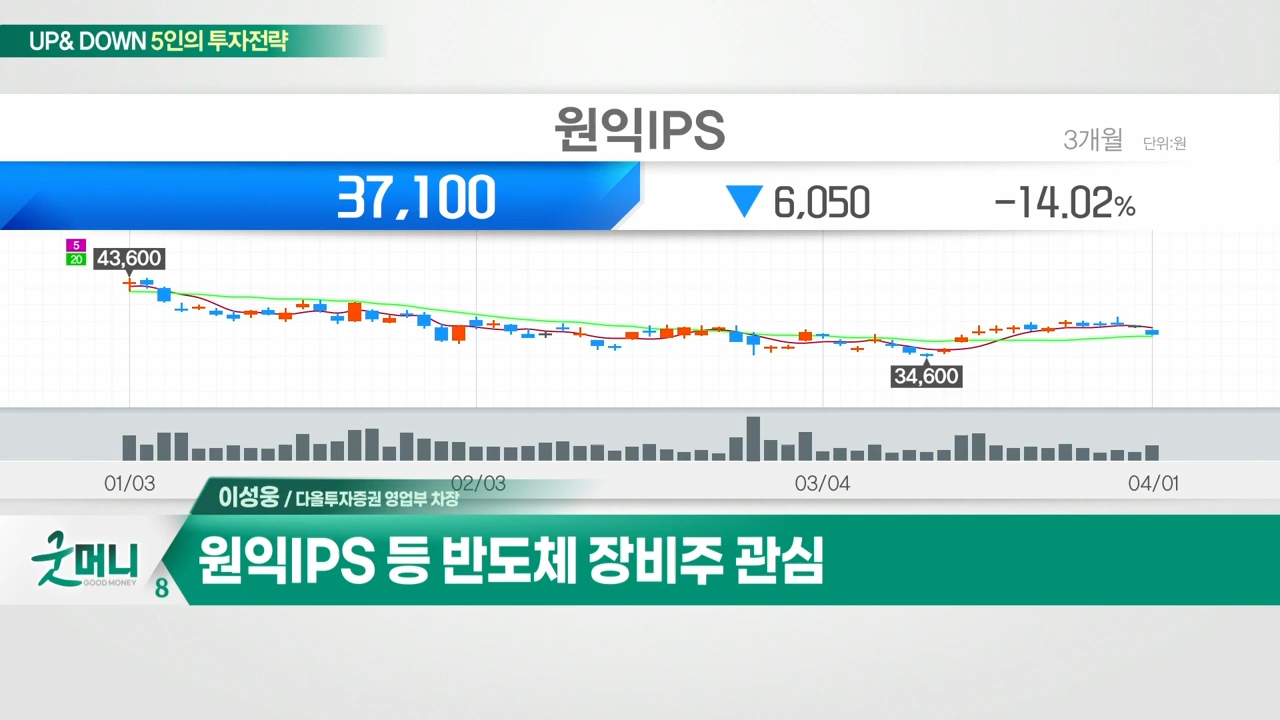 UP& DOWN 5인의 투자전략
원익IPS
3개월 단위:원
37,100 ▼ 6,050 -14.02%
5
20
43,600
34,600
01/03 02/03 03/04 04/01
이성웅 / 다올투자증권 영업부 차장
굿머니
GOOD MONEY
8
원익IPS 등 반도체 장비주 관심